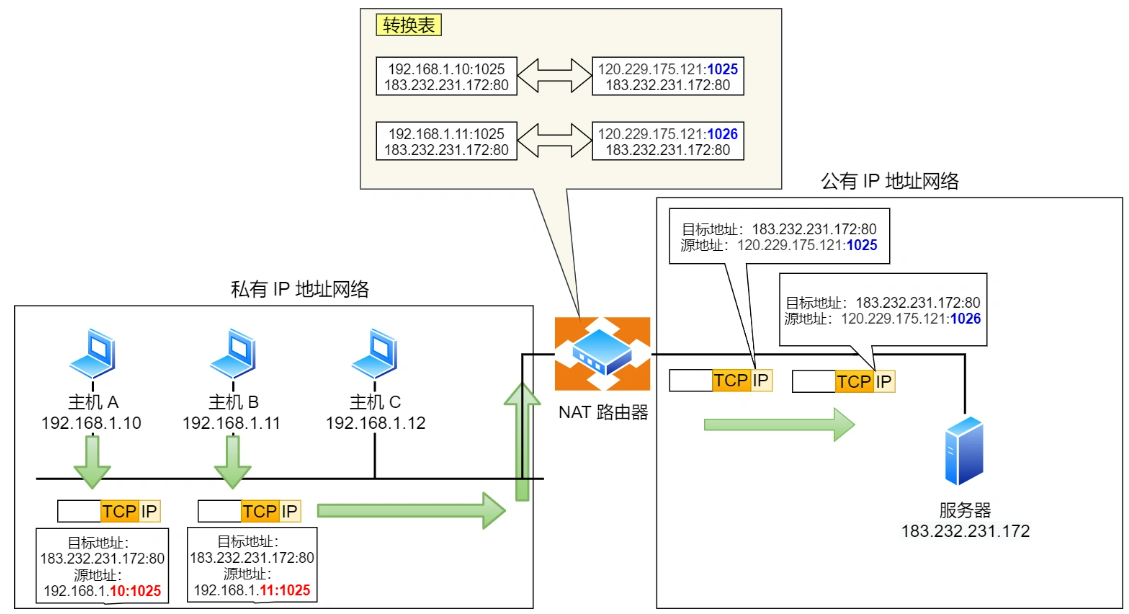 转换表
192.168.1.10:1025
183.232.231.172:80
120.229.175.121:1025
183.232.231.172:80
192.168.1.11:1025
183.232.231.172:80
120.229.175.121:1026
183.232.231.172:80
公有 IP 地址网络
目标地址：183.232.231.172:80
源地址：120.229.175.121:1025
目标地址：183.232.231.172:80
源地址：120.229.175.121:1026
私有 IP 地址网络
主机 A
192.168.1.10
主机 B
192.168.1.11
主机 C
192.168.1.12
NAT 路由器
TCP IP
TCP IP
服务器
183.232.231.172
TCP IP
TCP IP
目标地址：
183.232.231.172:80
源地址：
192.168.1.10:1025
目标地址：
183.232.231.172:80
源地址：
192.168.1.11:1025